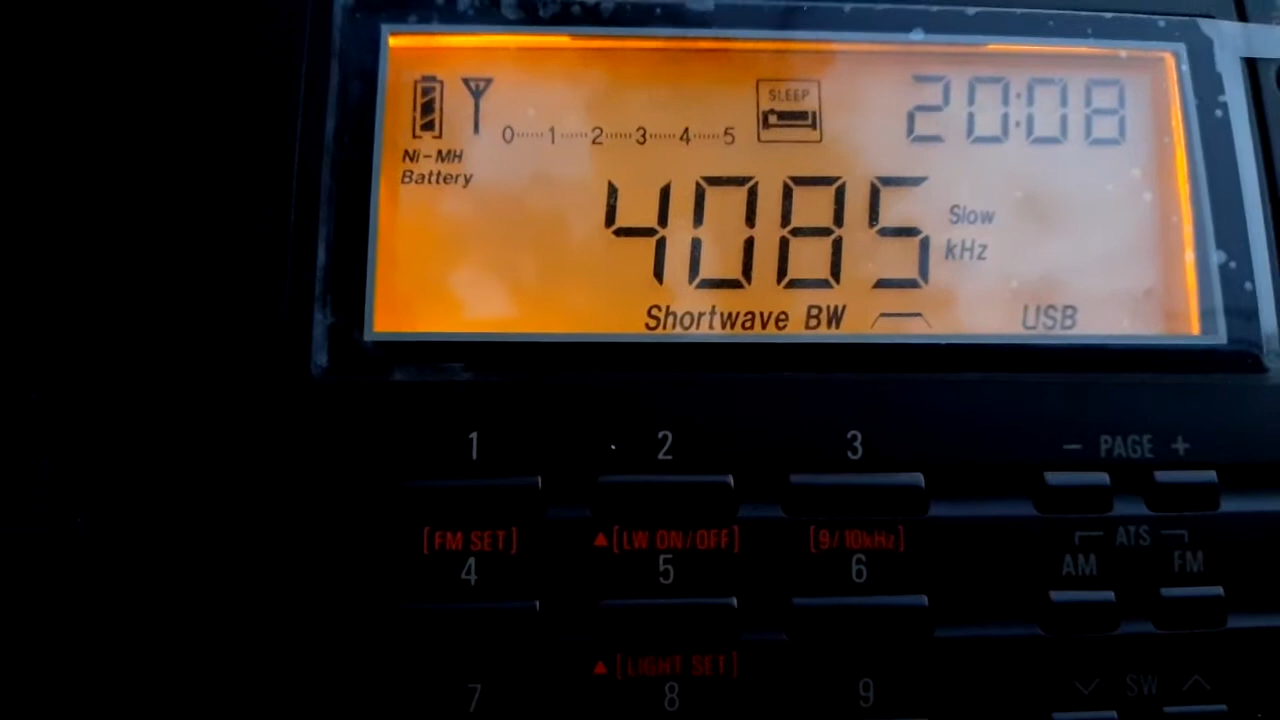 SLEEP 20:08
0 1 2 3 4 5
Ni-MH
Battery
4085 Slow
kHz
Shortwave BW USB
1 2 3 - PAGE +
[FM SET] ▲[LW ON/OFF] [9/10kHz] ATS
4 5 6 AM FM
▲[LIGHT SET]
7 8 9 SW